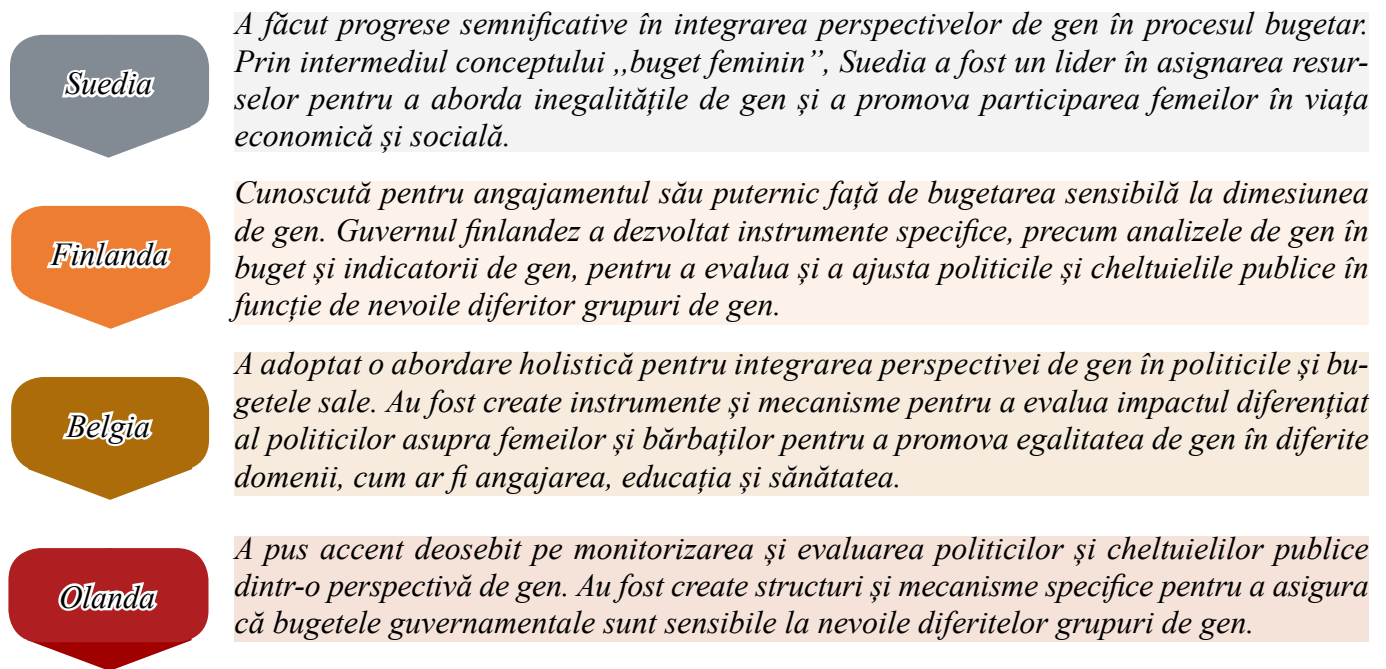 Suedia
A făcut progrese semnificative în integrarea perspectivelor de gen în procesul bugetar.
Prin intermediul conceptului ,,buget feminin”, Suedia a fost un lider în asignarea resur-
selor pentru a aborda inegalitățile de gen și a promova participarea femeilor în viața
economică și socială.
Finlanda
Cunoscută pentru angajamentul său puternic față de bugetarea sensibilă la dimesiunea
de gen. Guvernul finlandez a dezvoltat instrumente specifice, precum analizele de gen în
buget și indicatorii de gen, pentru a evalua și a ajusta politicile și cheltuielile publice în
funcție de nevoile diferitor grupuri de gen.
Belgia
A adoptat o abordare holistică pentru integrarea perspectivei de gen în politicile și bu-
getele sale. Au fost create instrumente și mecanisme pentru a evalua impactul diferențiat
al politicilor asupra femeilor și bărbaților pentru a promova egalitatea de gen în diferite
domenii, cum ar fi angajarea, educația și sănătatea.
Olanda
A pus accent deosebit pe monitorizarea și evaluarea politicilor și cheltuielilor publice
dintr-o perspectivă de gen. Au fost create structuri și mecanisme specifice pentru a asigura
că bugetele guvernamentale sunt sensibile la nevoile diferitelor grupuri de gen.